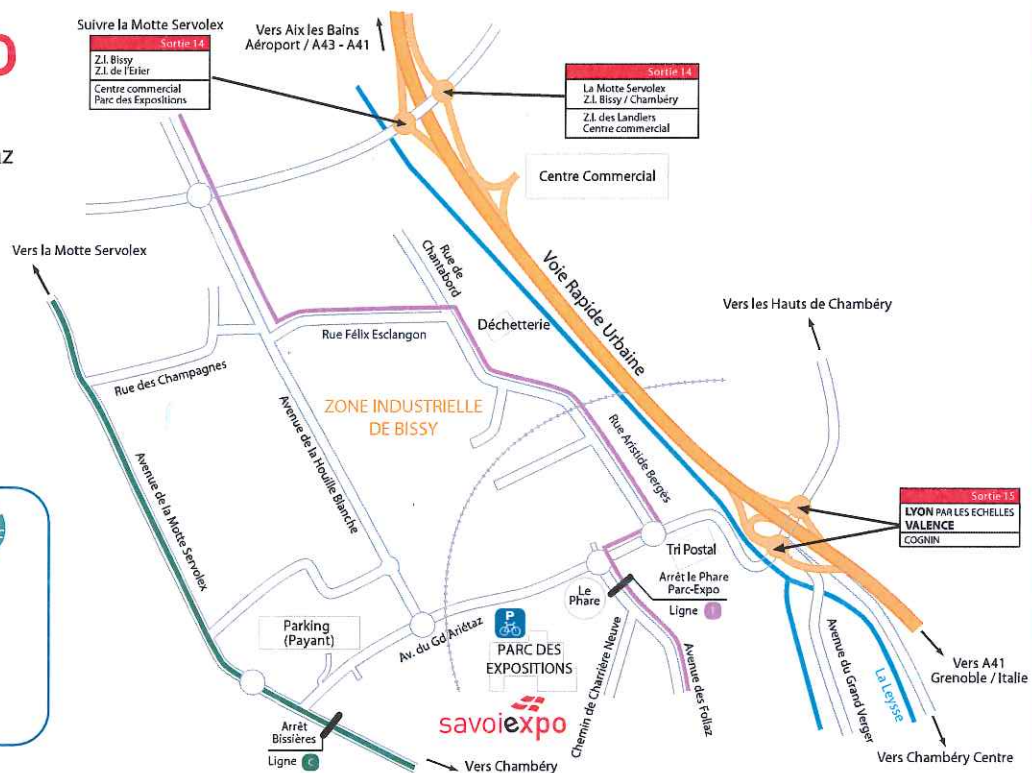 Suivre la Motte Servolex
Sortie 14
Z.I. Bissy
Z.I. de l'Erier
Centre commercial
Parc des Expositions
Vers Aix les Bains
Aéroport / A43 - A41
Sortie 14
La Motte Servolex
Z.I. Bissy / Chambéry
Z.I. des Landiers
Centre commercial
Centre Commercial
Vers la Motte Servolex
Rue de
Chantabord
Voie Rapide Urbaine
Vers les Hauts de Chambéry
Déchetterie
Rue Félix Esclangon
Rue des Champagnes
ZONE INDUSTRIELLE
DE BISSY
Avenue de la Houille Blanche
Rue Aristide Bergès
Avenue de la Motte Servolex
Sortie 15
LYON PAR LES ECHELLES
VALENCE
COGNIN
Tri Postal
Arrêt le Phare
Parc-Expo
Ligne
Le
Phare
P
Parking
(Payant)
Av. du Gd Ariétaz
PARC DES
EXPOSITIONS
savoiexpo
Chemin de Charrière Neuve
Avenue des Follaz
Avenue du Grand Verger
La Leysse
Vers A41
Grenoble / Italie
Arrêt
Bissières
Ligne C
Vers Chambéry
Vers Chambéry Centre